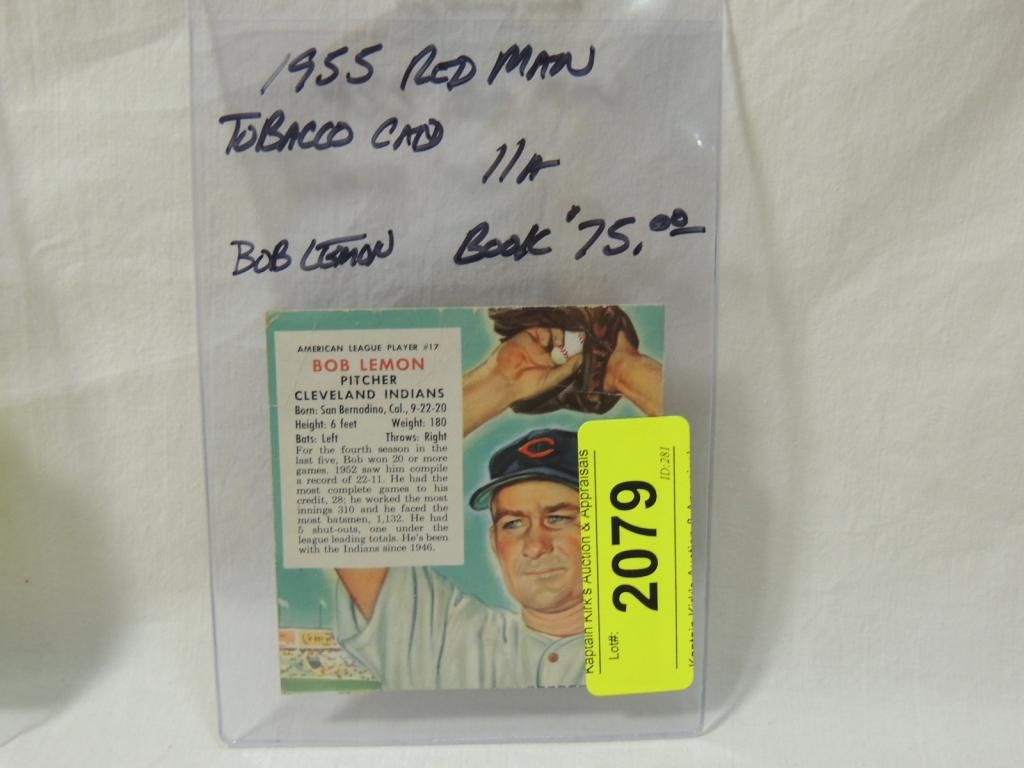 1955 RED MAN
TOBACCO CARD
11A
BOB LEMON BOOK $75.00
AMERICAN LEAGUE PLAYER #17
BOB LEMON
PITCHER
CLEVELAND INDIANS
Born: San Bernadino, Cal., 9-22-20
Height: 6 feet Weight: 180
Bats: Left Throws: Right
For the fourth season in the
last five, Bob won 20 or more
games. 1952 saw him compile
a record of 22-11. He had the
most complete games to his
credit, 28; he worked the most
innings 310 and he faced the
most batsmen, 1,132. He had
5 shut-outs, one under the
league leading totals. He's been
with the Indians since 1946.
C
Kaptain Kirk's Auction & Appraisals
Lot#: 2079
ID:281